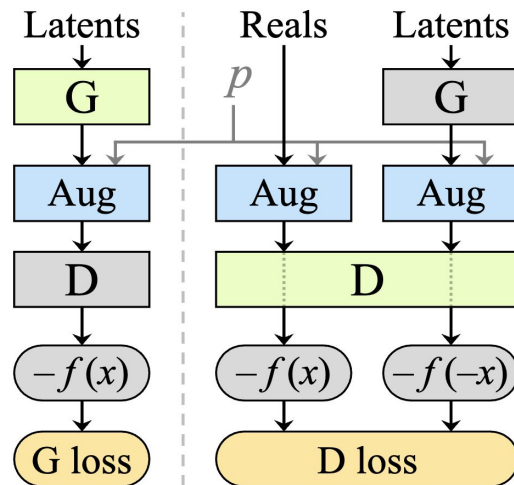 Latents Reals Latents
G p G
Aug Aug Aug
D D
−f(x) −f(x) −f(−x)
G loss D loss